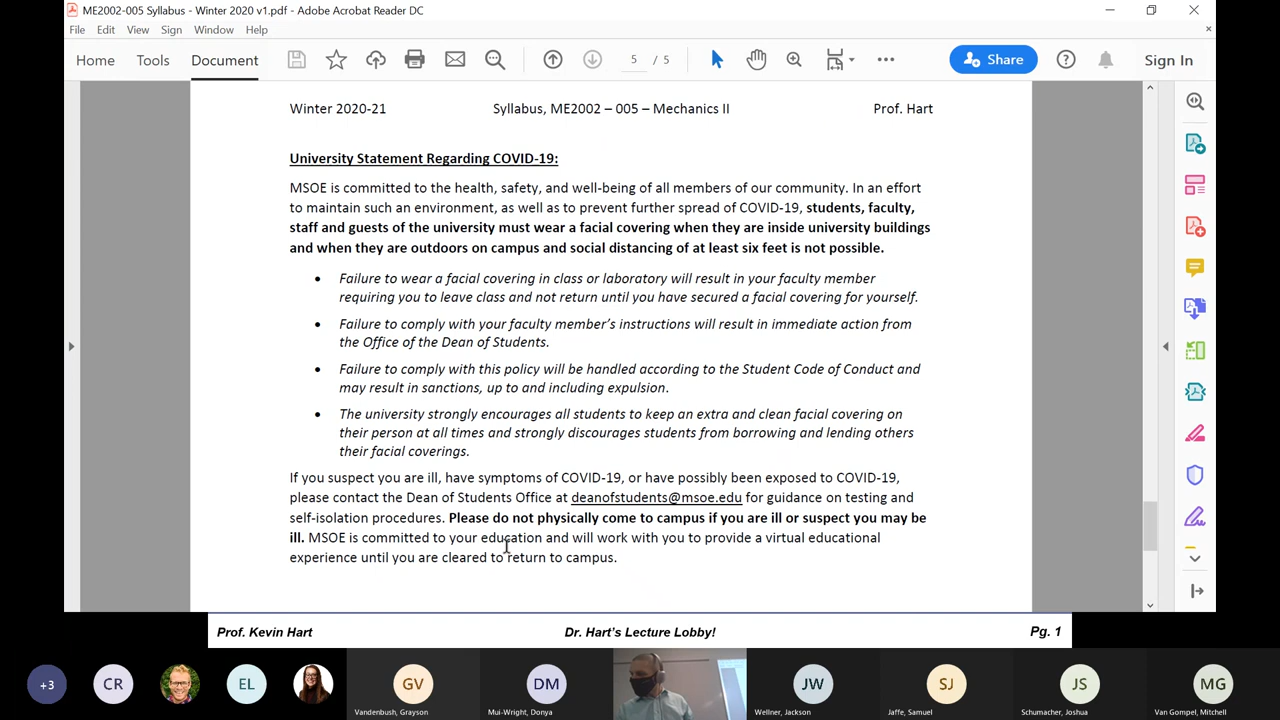 ME2002-005 Syllabus - Winter 2020 v1.pdf - Adobe Acrobat Reader DC
File Edit View Sign Window Help
Home Tools Document 5 / 5 Share Sign In
Winter 2020-21 Syllabus, ME2002 – 005 – Mechanics II Prof. Hart
University Statement Regarding COVID-19:
MSOE is committed to the health, safety, and well-being of all members of our community. In an effort
to maintain such an environment, as well as to prevent further spread of COVID-19, students, faculty,
staff and guests of the university must wear a facial covering when they are inside university buildings
and when they are outdoors on campus and social distancing of at least six feet is not possible.
• Failure to wear a facial covering in class or laboratory will result in your faculty member
requiring you to leave class and not return until you have secured a facial covering for yourself.
• Failure to comply with your faculty member's instructions will result in immediate action from
the Office of the Dean of Students.
• Failure to comply with this policy will be handled according to the Student Code of Conduct and
may result in sanctions, up to and including expulsion.
• The university strongly encourages all students to keep an extra and clean facial covering on
their person at all times and strongly discourages students from borrowing and lending others
their facial coverings.
If you suspect you are ill, have symptoms of COVID-19, or have possibly been exposed to COVID-19,
please contact the Dean of Students Office at deanofstudents@msoe.edu for guidance on testing and
self-isolation procedures. Please do not physically come to campus if you are ill or suspect you may be
ill. MSOE is committed to your education and will work with you to provide a virtual educational
experience until you are cleared to return to campus.
Prof. Kevin Hart Dr. Hart's Lecture Lobby! Pg. 1
+3 CR EL GV DM JW SJ JS MG
Vandenbush, Grayson Mui-Wright, Donya Wellner, Jackson Jaffe, Samuel Schumacher, Joshua Van Gompel, Mitchell